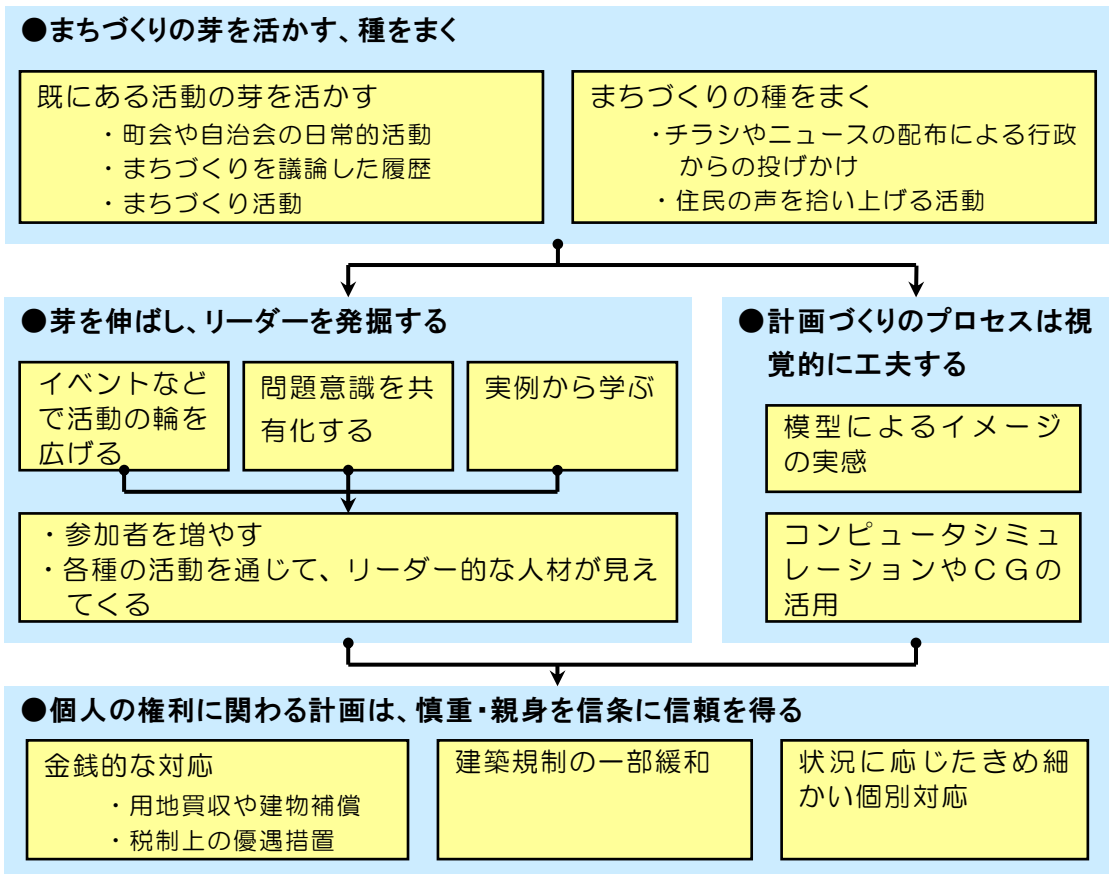 ●まちづくりの芽を活かす、種をまく
既にある活動の芽を活かす
・町会や自治会の日常的活動
・まちづくりを議論した履歴
・まちづくり活動
まちづくりの種をまく
・チラシやニュースの配布による行政
からの投げかけ
・住民の声を拾い上げる活動
●芽を伸ばし、リーダーを発掘する
イベントなど
で活動の輪を
広げる
問題意識を共
有化する
実例から学ぶ
・参加者を増やす
・各種の活動を通じて、リーダー的な人材が見え
てくる
●計画づくりのプロセスは視
覚的に工夫する
模型によるイメージ
の実感
コンピュータシミュ
レーションやCGの
活用
●個人の権利に関わる計画は、慎重・親身を信条に信頼を得る
金銭的な対応
・用地買収や建物補償
・税制上の優遇措置
建築規制の一部緩和
状況に応じたきめ細
かい個別対応